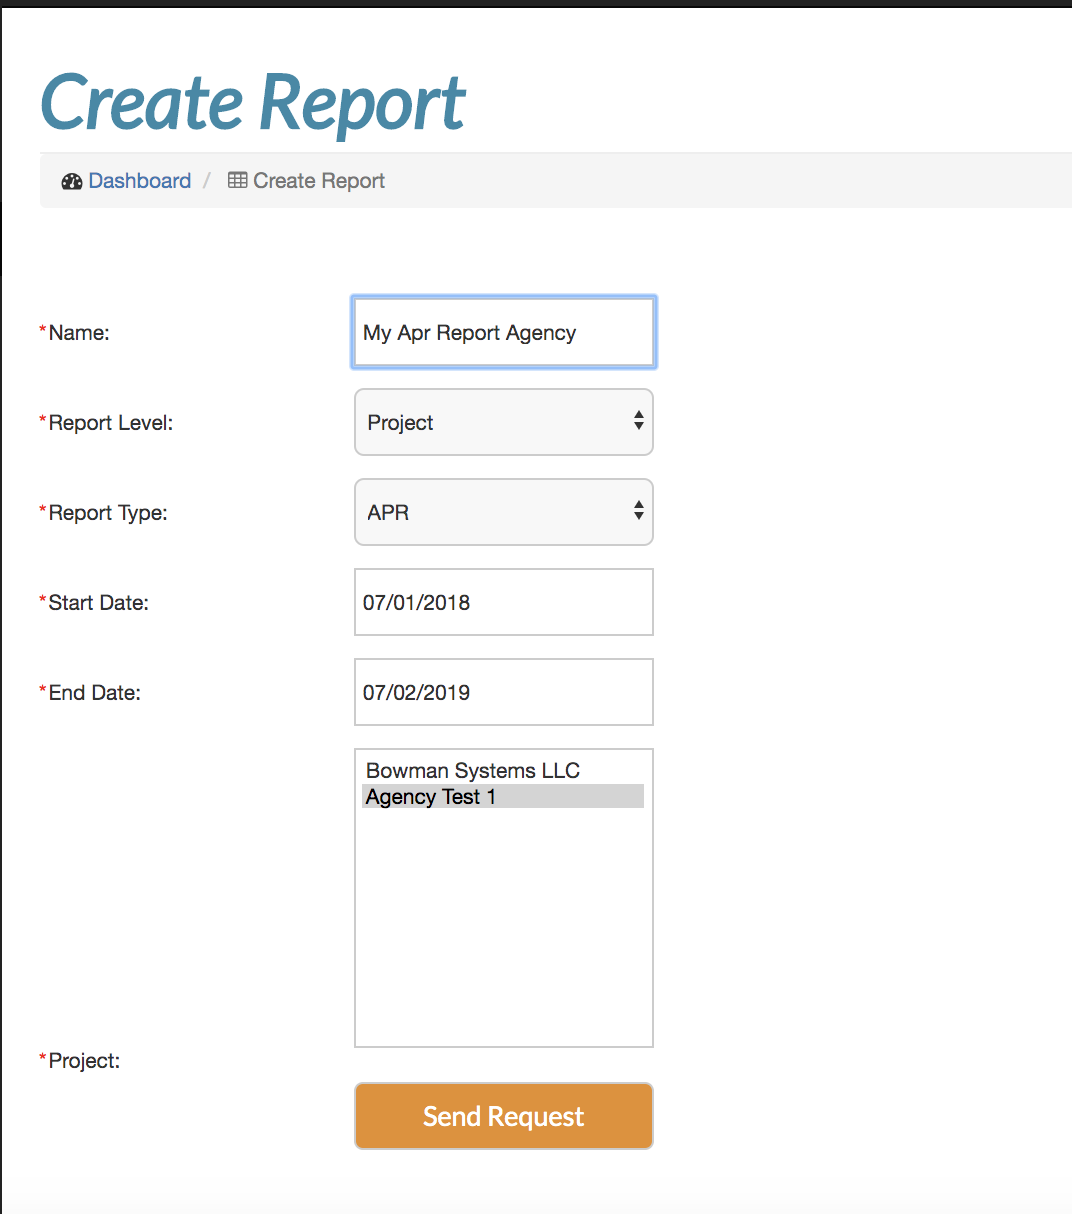 Create Report
Dashboard / Create Report
*Name: My Apr Report Agency
*Report Level: Project
*Report Type: APR
*Start Date: 07/01/2018
*End Date: 07/02/2019
Bowman Systems LLC
Agency Test 1
*Project:
Send Request